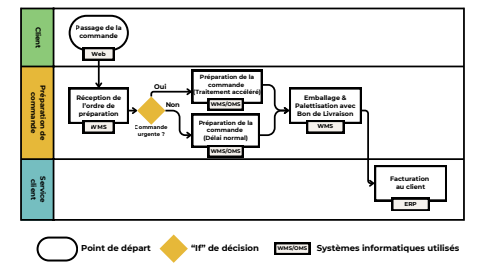 Client
Passage de la
commande
Web
Préparation de
commande
Réception de
l'ordre de
préparation
WMS
Commande
urgente ?
Oui
Non
Préparation de la
commande
(Traitement accéléré)
WMS/OMS
Préparation de la
commande
(Délai normal)
WMS/OMS
Emballage &
Palettisation avec
Bon de Livraison
WMS
Service
client
Facturation
au client
ERP
Point de départ
"If" de décision
WMS/OMS
Systèmes informatiques utilisés